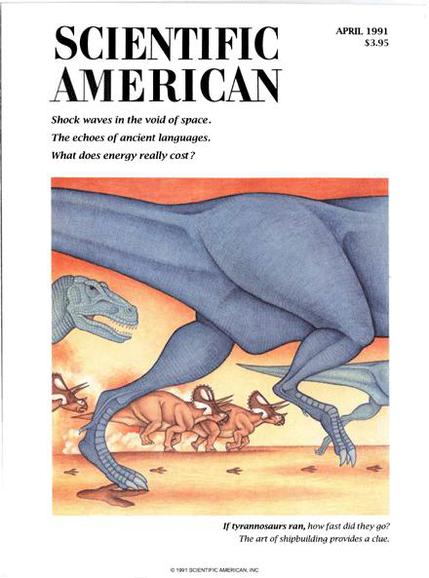 SCIENTIFIC
AMERICAN
APRIL 1991
$3.95
Shock waves in the void of space.
The echoes of ancient languages.
What does energy really cost?
If tyrannosaurs ran, how fast did they go?
The art of shipbuilding provides a clue.
© 1991 SCIENTIFIC AMERICAN, INC